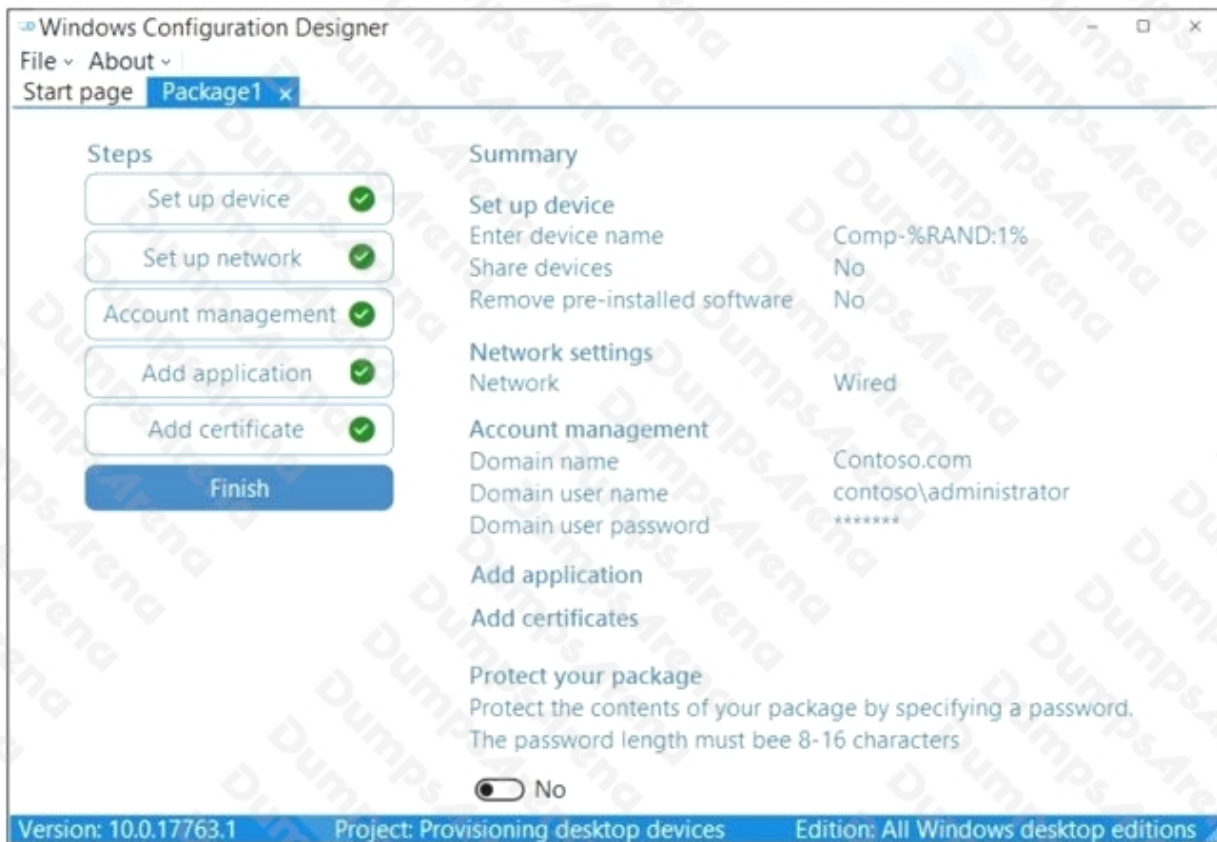 Windows Configuration Designer
File About
Start page Package1 x
Steps
Set up device
Set up network
Account management
Add application
Add certificate
Finish
Summary
Set up device
Enter device name Comp-%RAND:1%
Share devices No
Remove pre-installed software No
Network settings
Network Wired
Account management
Domain name Contoso.com
Domain user name contoso\administrator
Domain user password *******
Add application
Add certificates
Protect your package
Protect the contents of your package by specifying a password.
The password length must bee 8-16 characters
No
Version: 10.0.17763.1 Project: Provisioning desktop devices Edition: All Windows desktop editions
DumpsArena